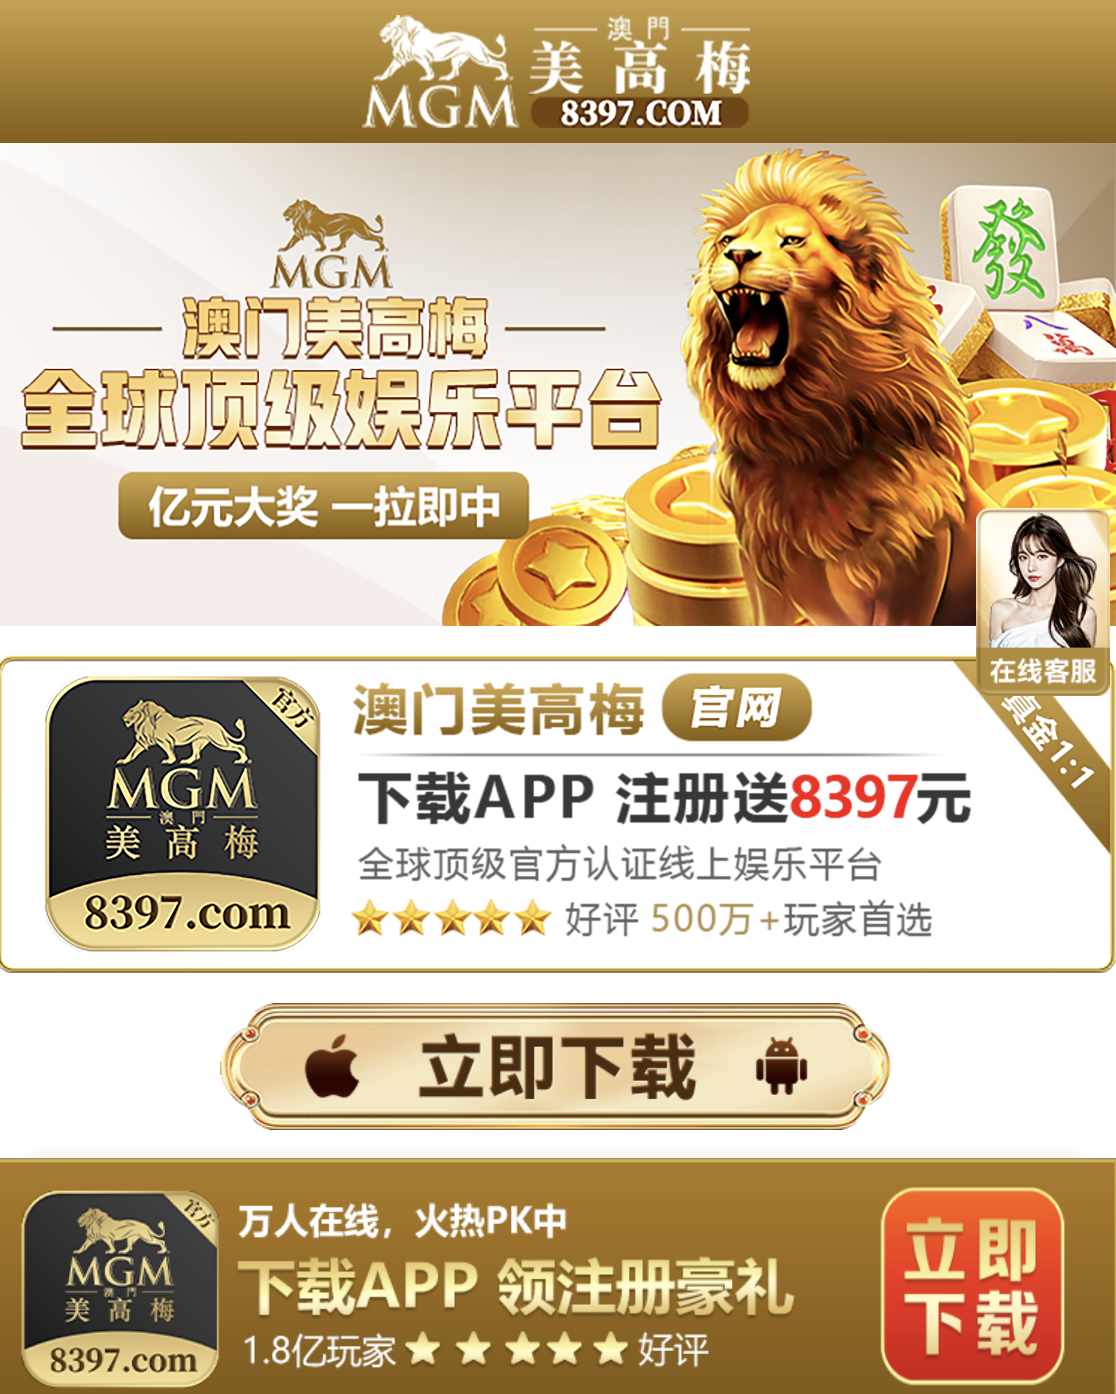 澳門
美高梅
MGM
8397.COM
MGM
澳门美高梅
全球顶级娱乐平台
亿元大奖 一拉即中
發
八
萬
在线客服
官方
MGM
澳門
美高梅
8397.com
澳门美高梅 官网
真金1:1
下载APP 注册送8397元
全球顶级官方认证线上娱乐平台
好评 500万+玩家首选
立即下载
官方
MGM
澳門
美高梅
8397.com
万人在线，火热PK中
下载APP 领注册豪礼
1.8亿玩家 ★★★★★ 好评
立即
下载